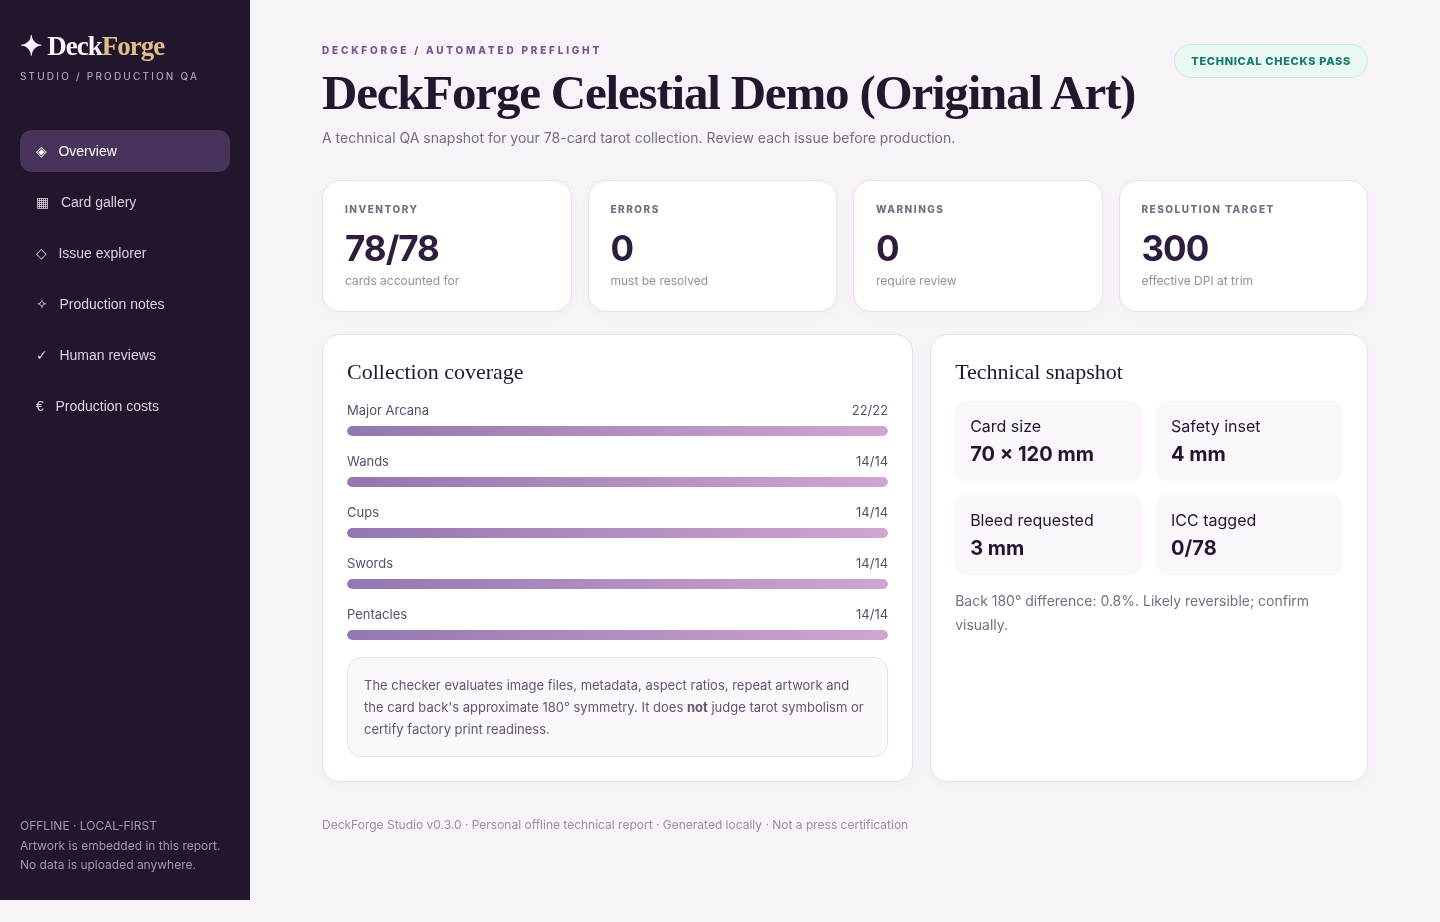 ✦ DeckForge
STUDIO / PRODUCTION QA
◈ Overview
▦ Card gallery
◇ Issue explorer
✧ Production notes
✓ Human reviews
€ Production costs
OFFLINE · LOCAL-FIRST
Artwork is embedded in this report.
No data is uploaded anywhere.
DECKFORGE / AUTOMATED PREFLIGHT
TECHNICAL CHECKS PASS
DeckForge Celestial Demo (Original Art)
A technical QA snapshot for your 78-card tarot collection. Review each issue before production.
INVENTORY
78/78
cards accounted for
ERRORS
0
must be resolved
WARNINGS
0
require review
RESOLUTION TARGET
300
effective DPI at trim
Collection coverage
Major Arcana 22/22
Wands 14/14
Cups 14/14
Swords 14/14
Pentacles 14/14
The checker evaluates image files, metadata, aspect ratios, repeat artwork and
the card back's approximate 180° symmetry. It does not judge tarot symbolism or
certify factory print readiness.
Technical snapshot
Card size
70 × 120 mm
Safety inset
4 mm
Bleed requested
3 mm
ICC tagged
0/78
Back 180° difference: 0.8%. Likely reversible; confirm
visually.
DeckForge Studio v0.3.0 · Personal offline technical report · Generated locally · Not a press certification